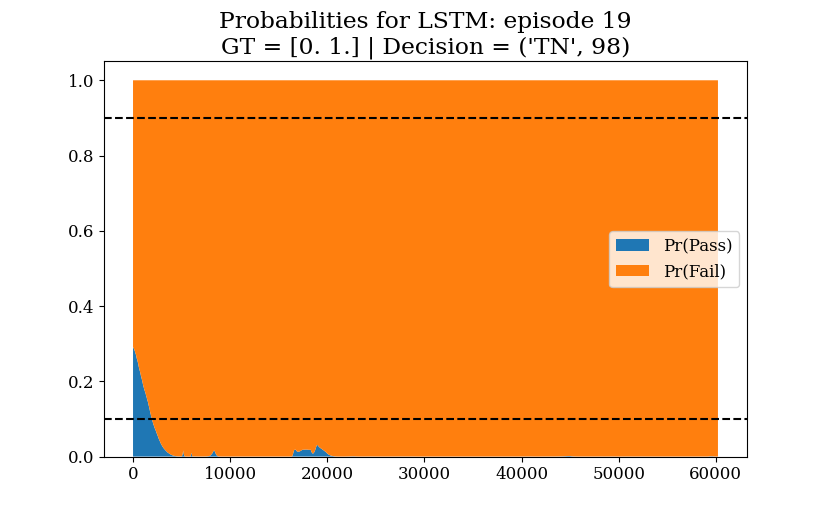 Probabilities for LSTM: episode 19
GT = [0. 1.] | Decision = ('TN', 98)
1.0
0.8
0.6
0.4
0.2
0.0
Pr(Pass)
Pr(Fail)
0 10000 20000 30000 40000 50000 60000